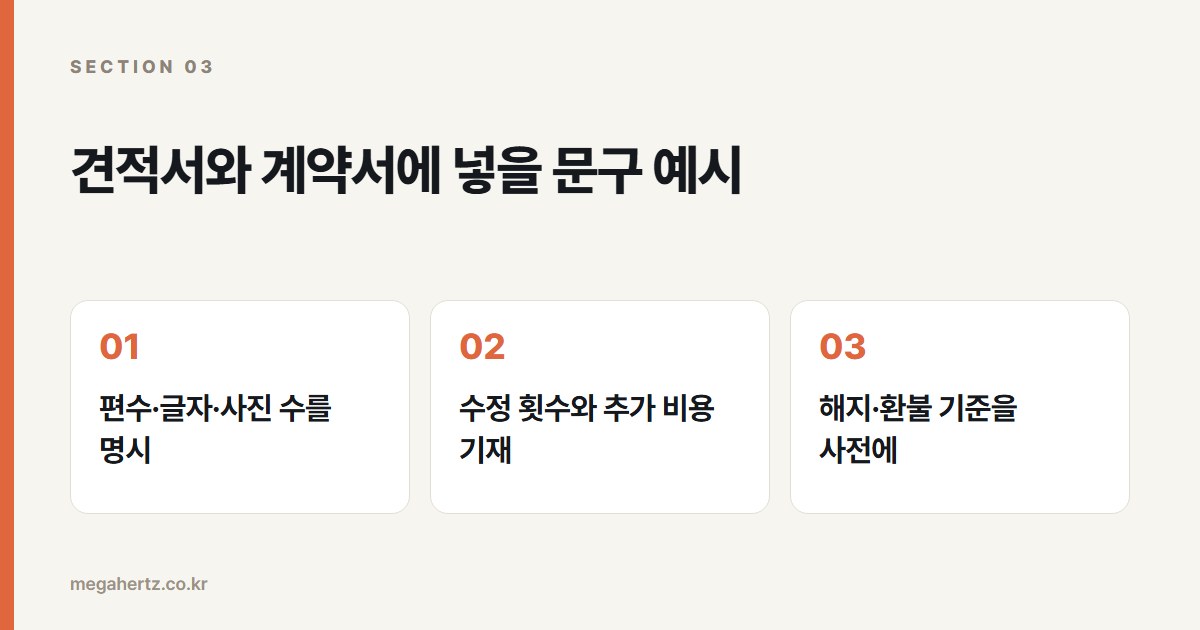 SECTION 03
견적서와 계약서에 넣을 문구 예시
01
편수·글자·사진 수를
명시
02
수정 횟수와 추가 비용
기재
03
해지·환불 기준을
사전에
megahertz.co.kr